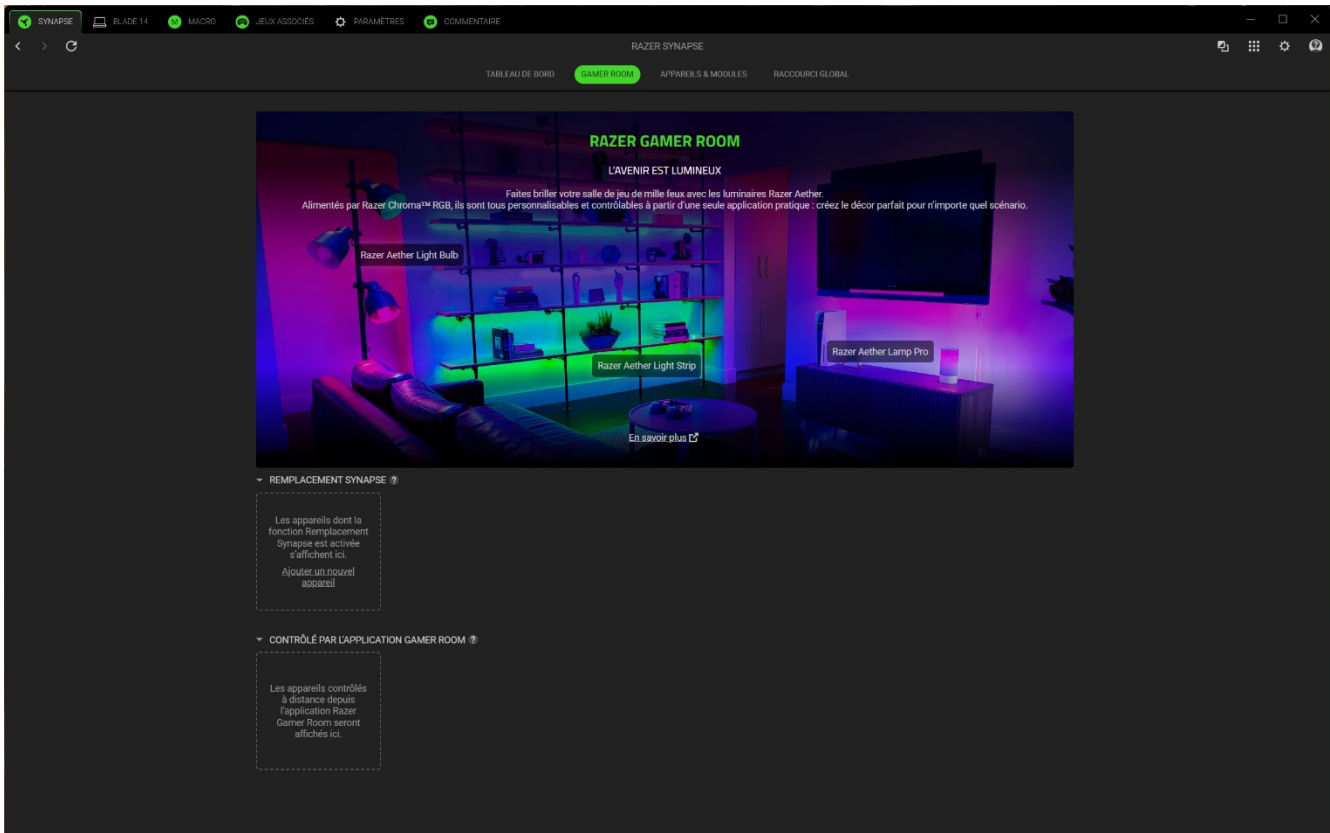 SYNAPSE
BLADE 14
MACRO
JEUX ASSOCIÉS
PARAMÈTRES
COMMENTAIRE
RAZER SYNAPSE
TABLEAU DE BORD
GAMER ROOM
APPAREILS & MODULES
RACCOURCI GLOBAL
RAZER GAMER ROOM
L'AVENIR EST LUMINEUX
Faites briller votre salle de jeu de mille feux avec les luminaires Razer Aether.
Alimentés par Razer Chroma™ RGB, ils sont tous personnalisables et contrôlables à partir d'une seule application pratique : créez le décor parfait pour n'importe quel scénario.
Razer Aether Light Bulb
Razer Aether Lamp Pro
Razer Aether Light Strip
En savoir plus
REMPLACEMENT SYNAPSE ?
Les appareils dont la
fonction Remplacement
Synapse est activée
s'affichent ici.
Ajouter un nouvel
appareil
CONTRÔLÉ PAR L'APPLICATION GAMER ROOM ?
Les appareils contrôlés
à distance depuis
l'application Razer
Gamer Room seront
affichés ici.